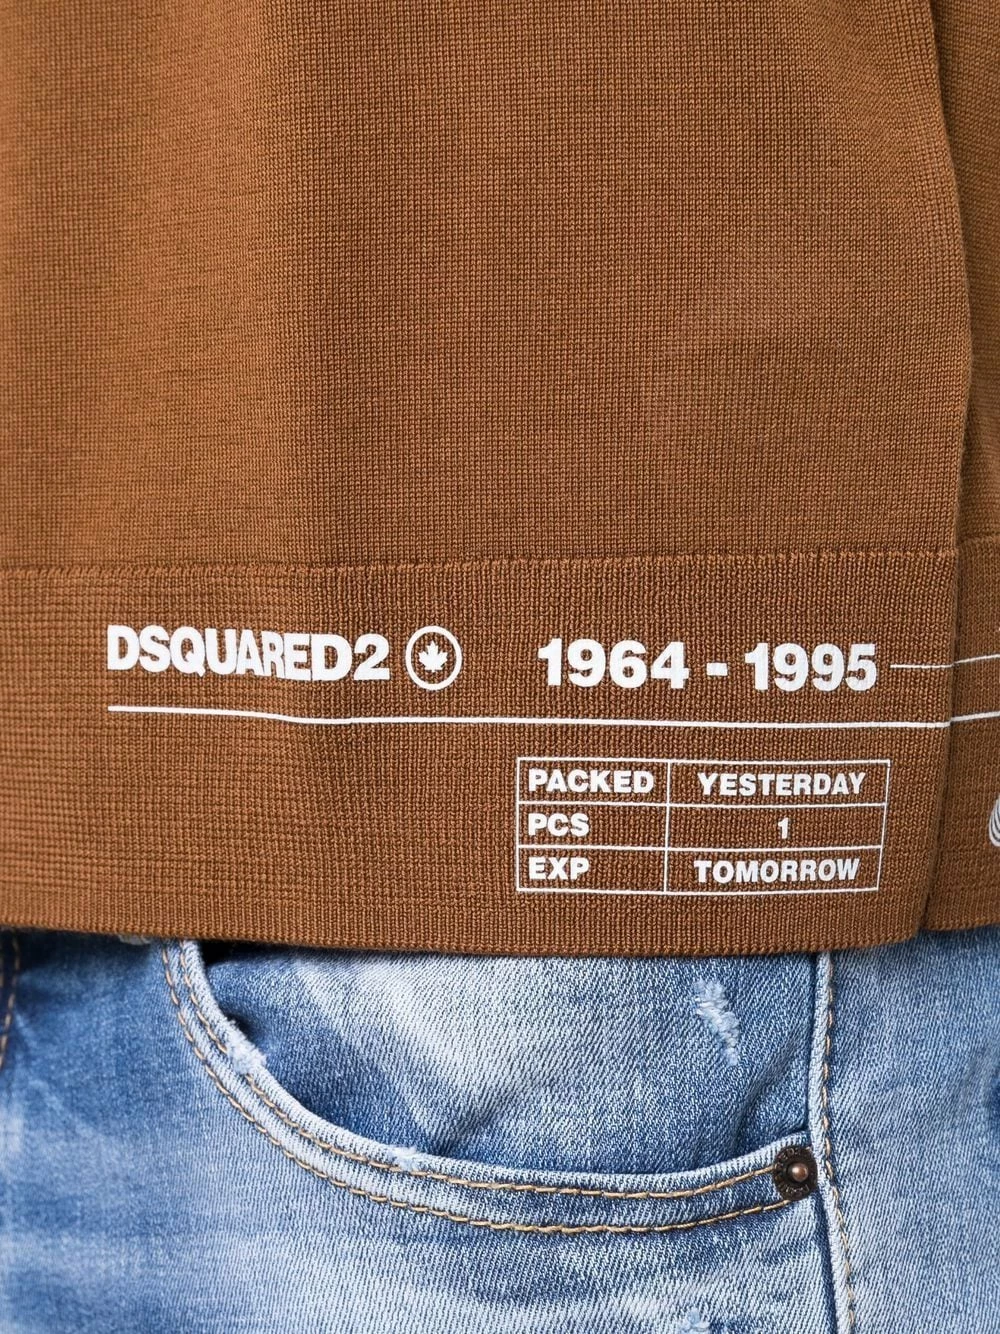 DSQUARED2 1964 - 1995
PACKED YESTERDAY
PCS 1
EXP TOMORROW